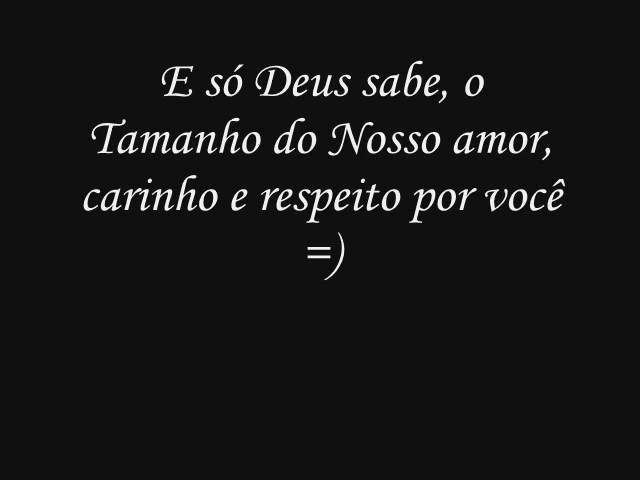 E só Deus sabe, o
Tamanho do Nosso amor,
carinho e respeito por você
=)